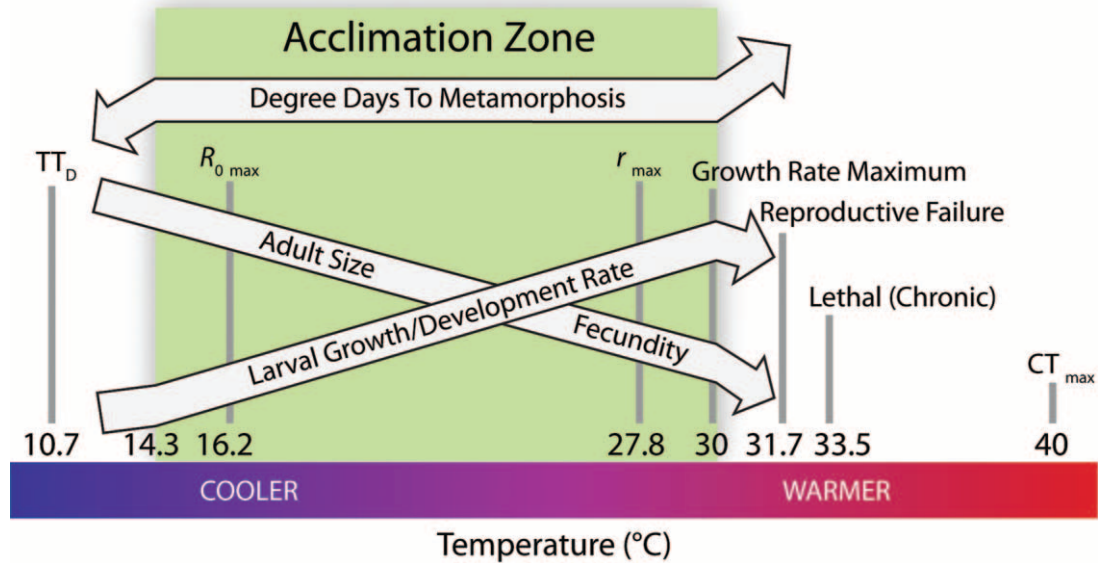 Acclimation Zone
Degree Days To Metamorphosis
TT D
R 0 max
r max
Growth Rate Maximum
Reproductive Failure
Adult Size
Larval Growth/Development Rate
Fecundity
Lethal (Chronic)
CT max
10.7 14.3 16.2 27.8 30 31.7 33.5 40
COOLER WARMER
Temperature (°C)